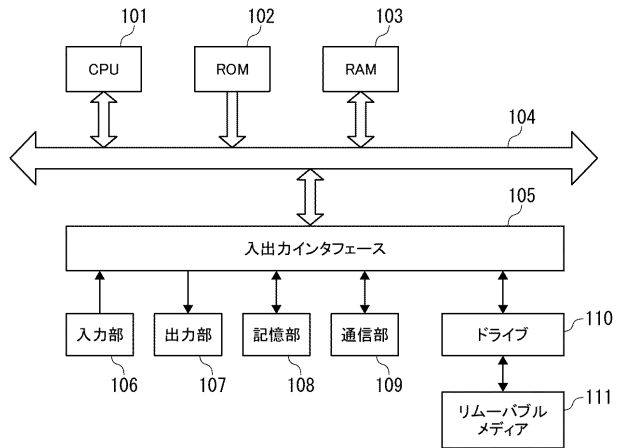 101
102
103
CPU
ROM
RAM
104
105
入出力インタフェース
入力部
出力部
記憶部
通信部
ドライブ
110
106
107
108
109
リムーバブル
メディア
111